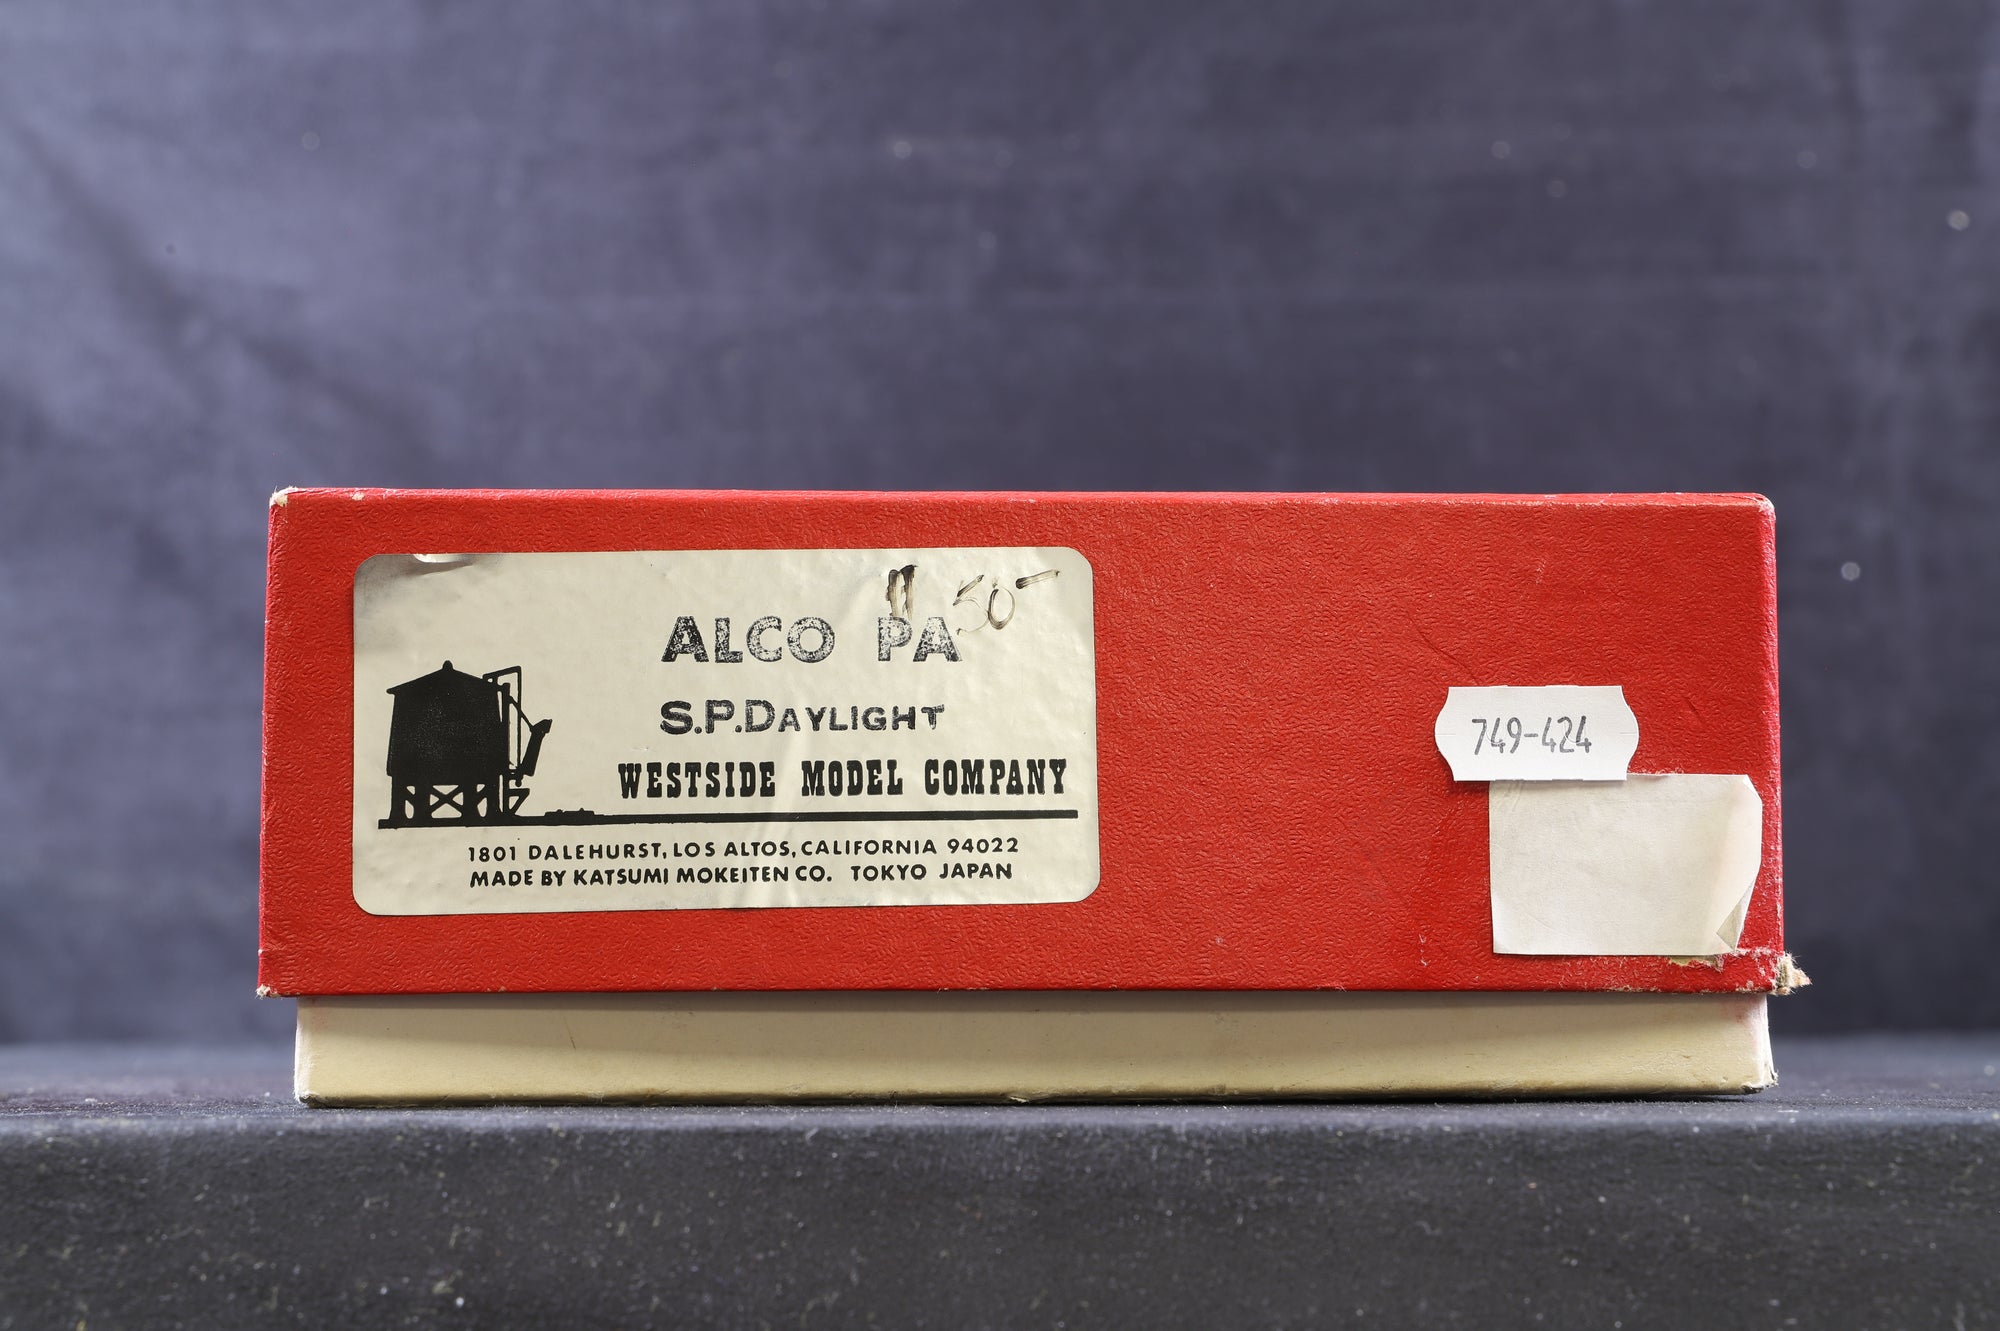 50-
ALCO PA
S.P.DAYLIGHT
WESTSIDE MODEL COMPANY
1801 DALEHURST, LOS ALTOS, CALIFORNIA 94022
MADE BY KATSUMI MOKEITEN CO. TOKYO JAPAN
749-424